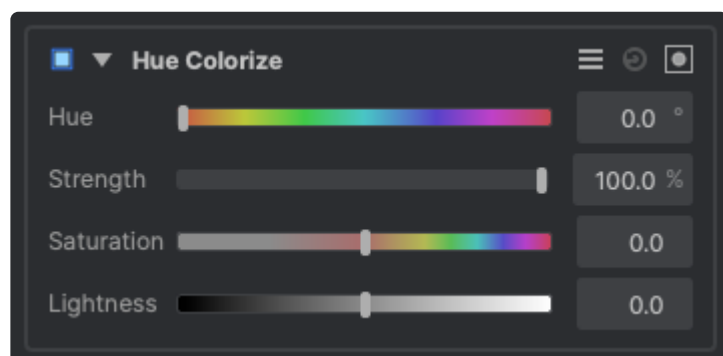 Hue Colorize
Hue 0.0 °
Strength 100.0 %
Saturation 0.0
Lightness 0.0